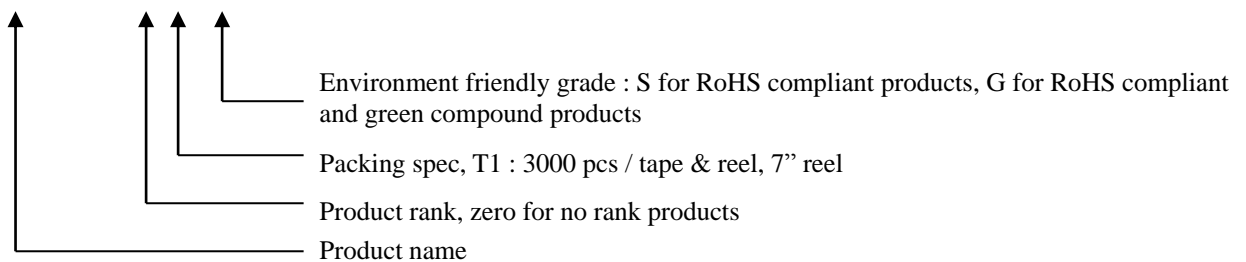 Environment friendly grade : S for RoHS compliant products, G for RoHS compliant
and green compound products
Packing spec, T1 : 3000 pcs / tape & reel, 7” reel
Product rank, zero for no rank products
Product name